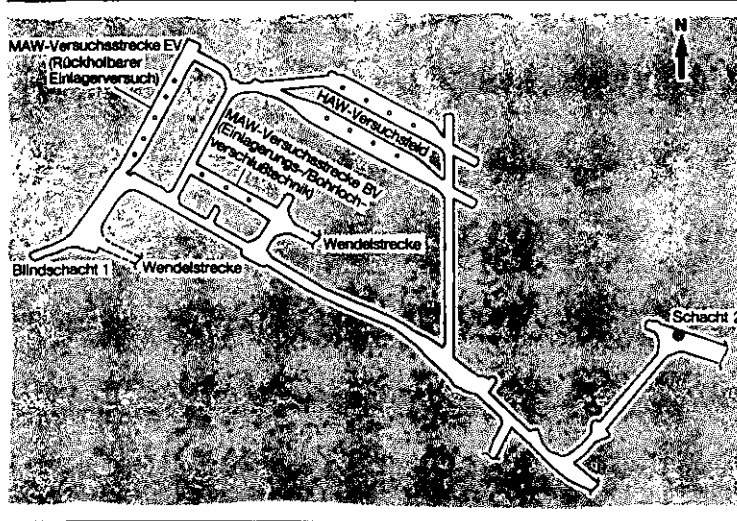 MAW-Versuchsstrecke EV
(Rückholbarer
Einlagerversuch)
N
HAW-Versuchsfeld
MAW-Versuchsstrecke BV
(Einlagerungs-/Bohrloch-
verschlußtechnik)
Wendelstrecke
Blindschacht 1
Wendelstrecke
Schacht 2